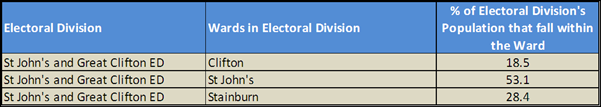 Electoral Division Wards in Electoral Division % of Electoral Division's Population that fall within the Ward
St John's and Great Clifton ED Clifton 18.5
St John's and Great Clifton ED St John's 53.1
St John's and Great Clifton ED Stainburn 28.4